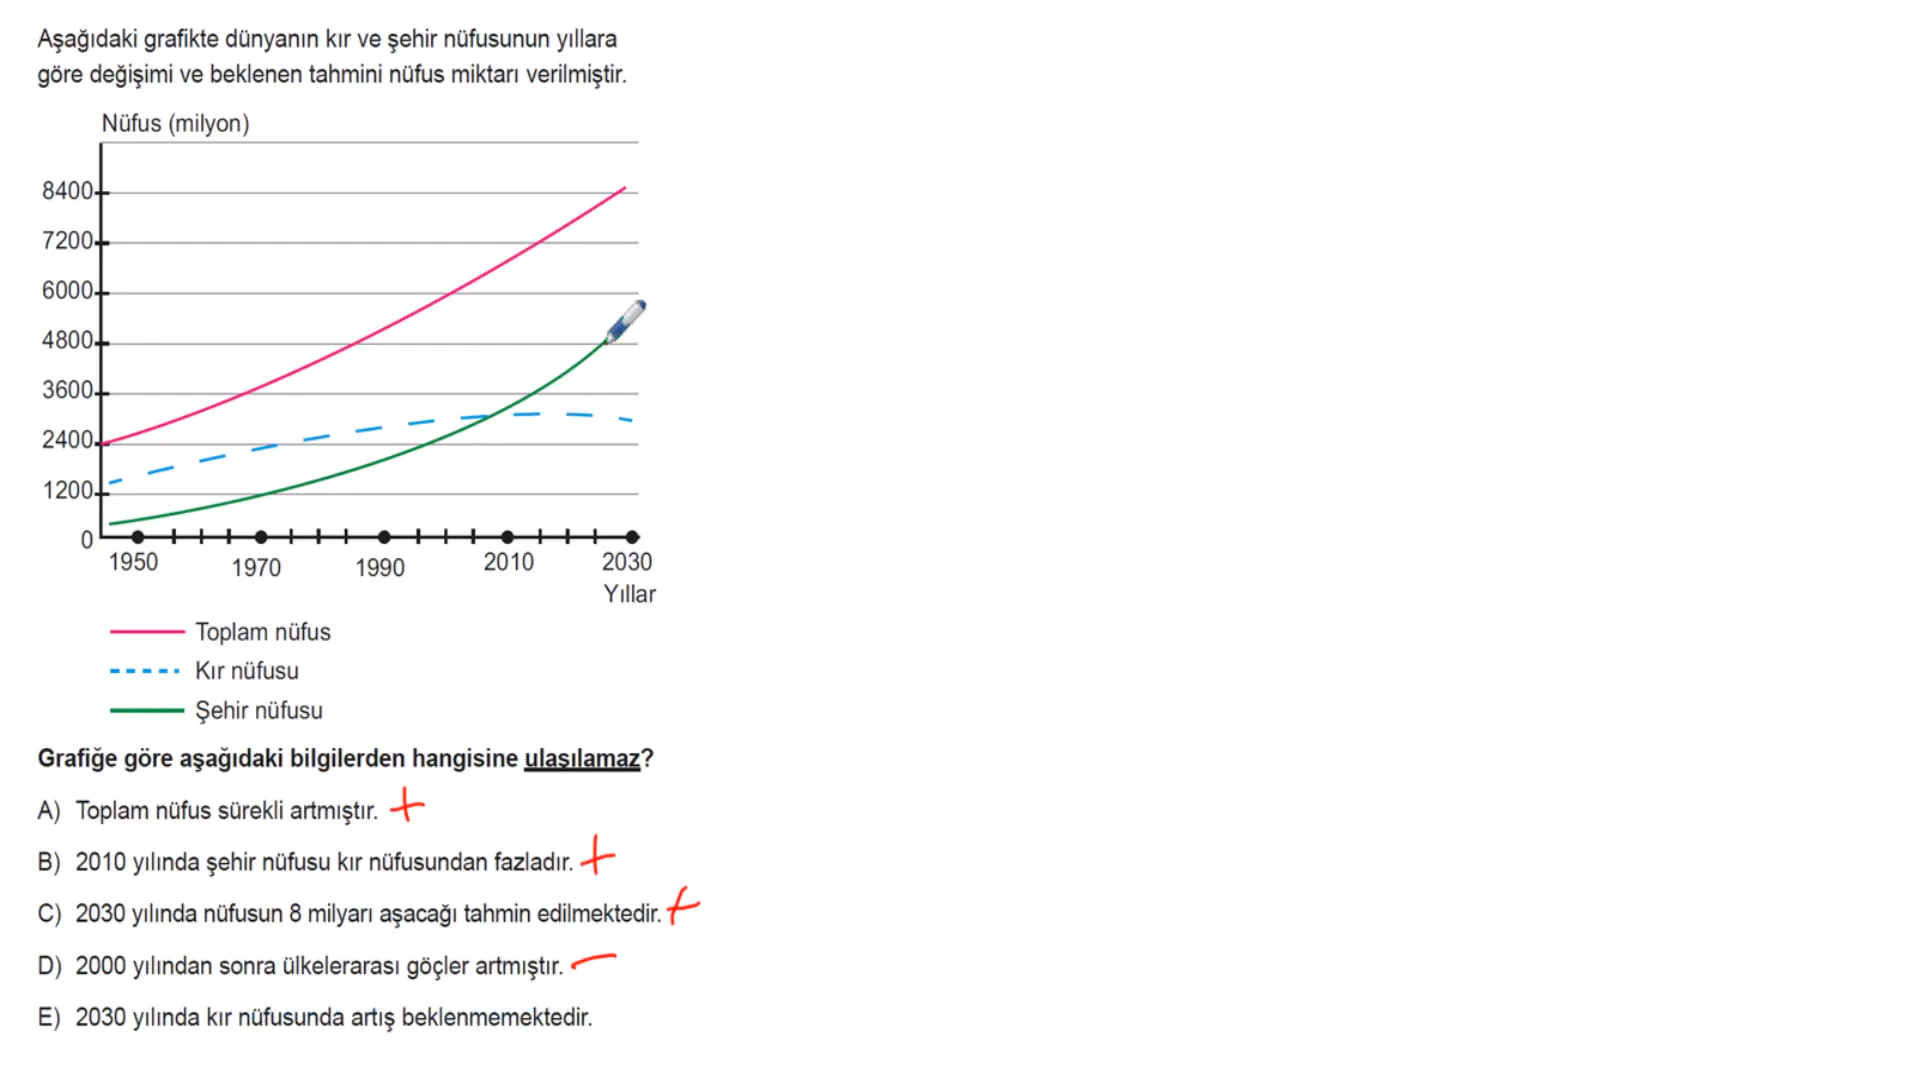 Aşağıdaki grafikte dünyanın kır ve şehir nüfusunun yıllara
göre değişimi ve beklenen tahmini nüfus miktarı verilmiştir.
Nüfus (milyon)
8400
7200
6000
4800
3600
2400
1200
0
1950 1970 1990 2010 2030
Yıllar
Toplam nüfus
Kır nüfusu
Şehir nüfusu
Grafiğe göre aşağıdaki bilgilerden hangisine ulaşılamaz?
A) Toplam nüfus sürekli artmıştır. +
B) 2010 yılında şehir nüfusu kır nüfusundan fazladır. +
C) 2030 yılında nüfusun 8 milyarı aşacağı tahmin edilmektedir. +
D) 2000 yılından sonra ülkelerarası göçler artmıştır. -
E) 2030 yılında kır nüfusunda artış beklenmemektedir.